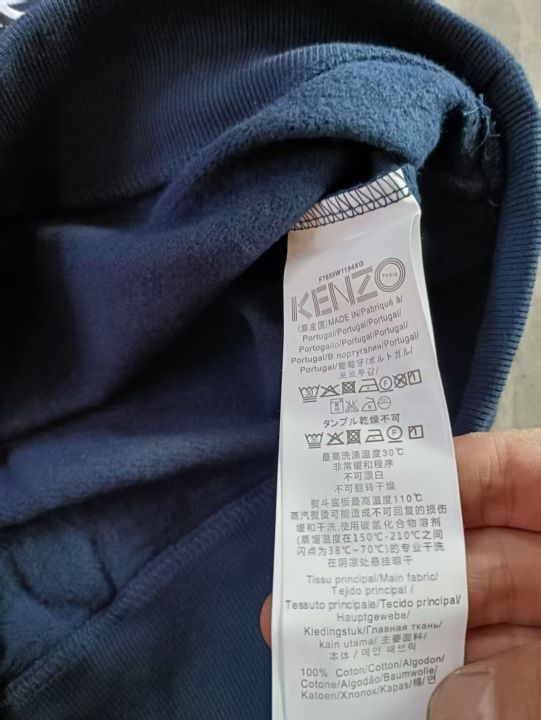 F7655W1194XG
KENZO
PARIS
(原産国)MADE IN/Fabriqué à/
Portugal/Portugal/Portugal/
Portogallo/Portugal/Portugal/
Portugal/В португалии/Portugal/
Portugal/葡萄牙/ポルトガル/
포르투갈/
タンブル乾燥不可
最高洗涤温度30℃
非常缓和程序
不可漂白
不可翻转干燥
熨斗底板最高温度110℃
蒸汽熨烫可能造成不可回复的损伤
缓和干洗,使用碳氢化合物溶剂
(蒸馏温度在150℃-210℃之间
闪点为38℃~70℃)的专业干洗
在阴凉处悬挂晾干
Tissu principal/Main fabric/
Tejido principal /
Tessuto principale/Tecido principal/
Hauptgewebe/
Kledingstuk/Главная ткань/
kain utama/ 主要面料/
本体 / 메인 패브릭
100% Coton/Cotton/Algodon/
Cotone/Algodão/Baumwolle/
Katoen/Хлопок/Kapas/棉/면